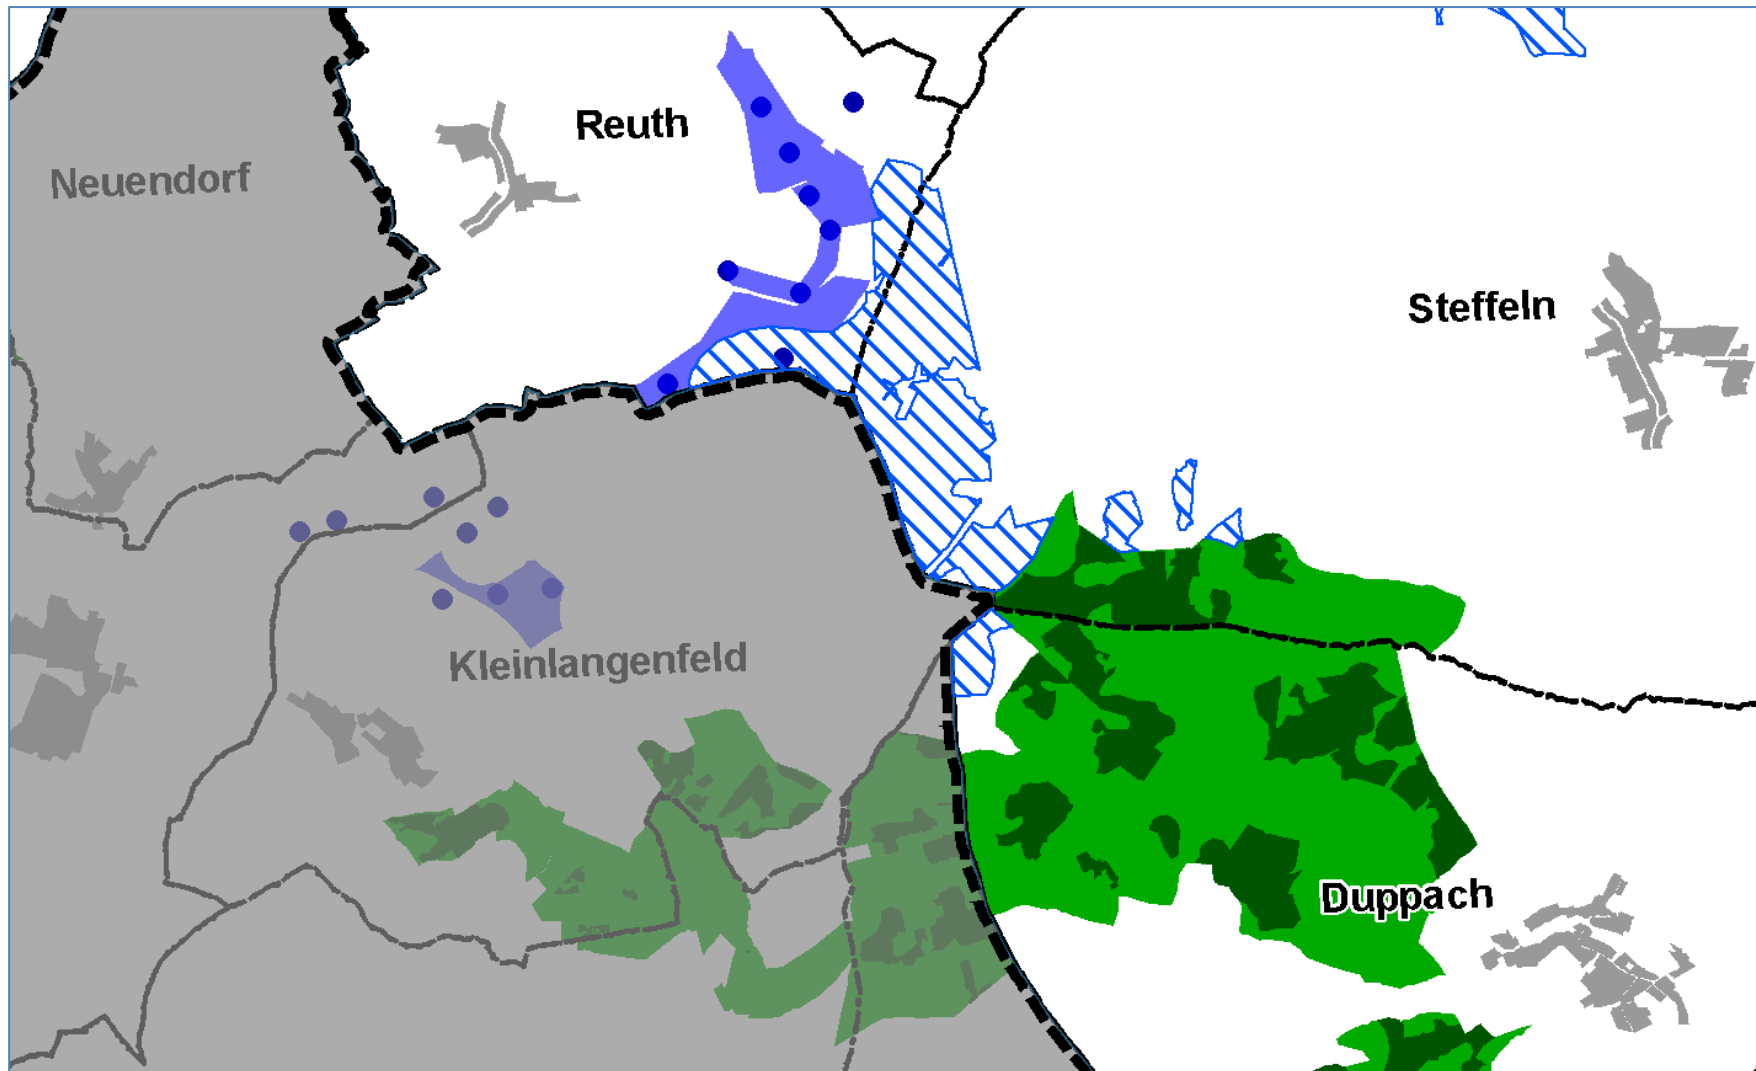 Reuth
Neuendorf
Steffeln
Kleinlangenfeld
Duppach